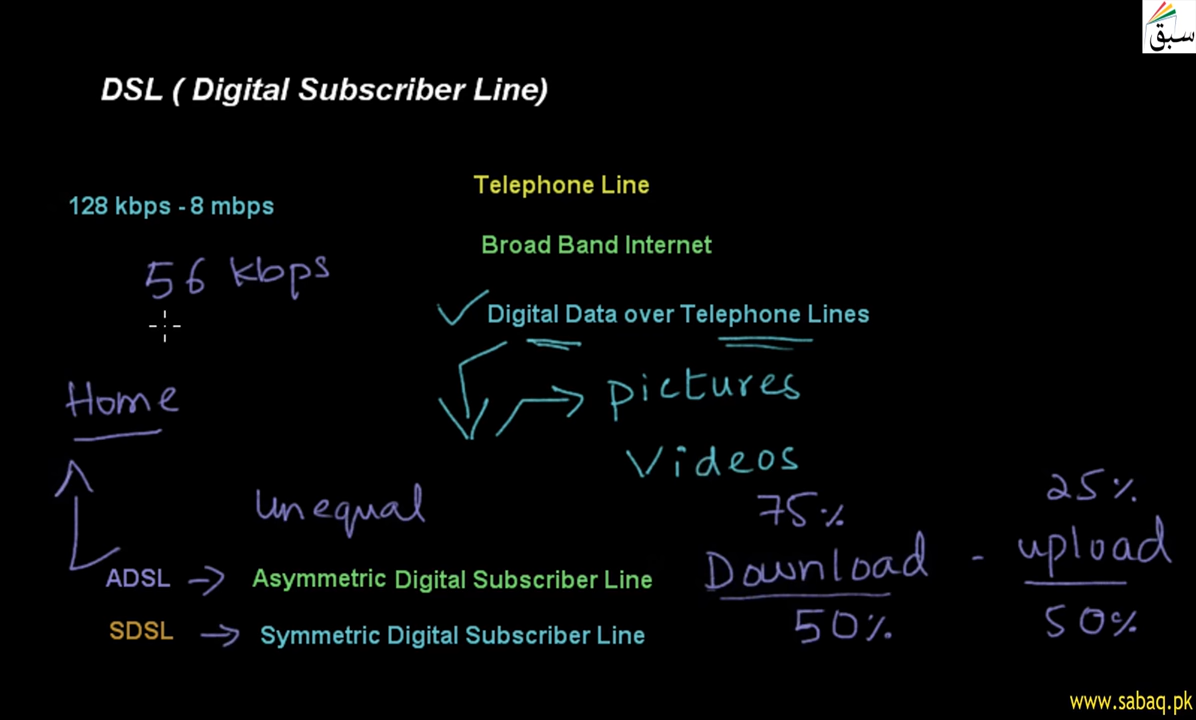 سبق
DSL ( Digital Subscriber Line)
Telephone Line
128 kbps - 8 mbps
Broad Band Internet
56 kbps
Digital Data over Telephone Lines
Home
pictures
Videos
unequal
75%
25%
Download - upload
ADSL → Asymmetric Digital Subscriber Line
50%
50%
SDSL → Symmetric Digital Subscriber Line
www.sabaq.pk